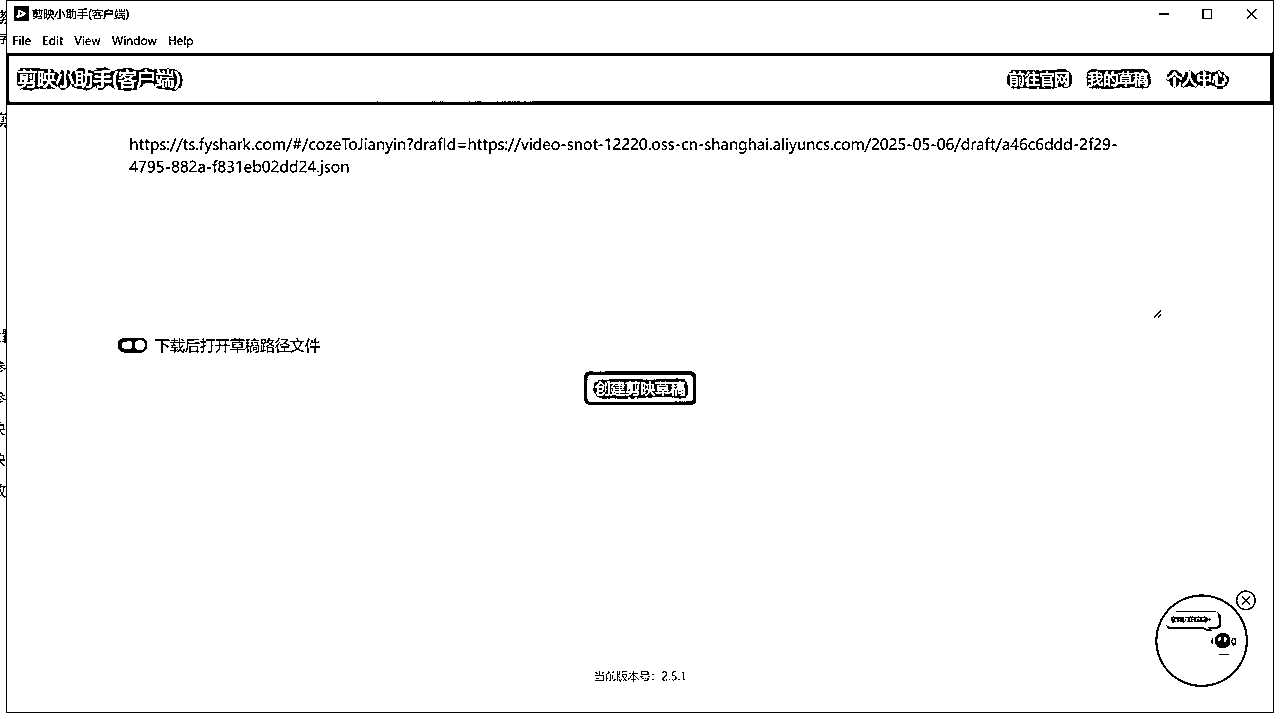 剪映小助手(客户端)
File Edit View Window Help
剪映小助手(客户端) 前往官网 我的草稿 个人中心
https://ts.fyshark.com/#/cozeToJianyin?drafId=https://video-snot-12220.oss-cn-shanghai.aliyuncs.com/2025-05-06/draft/a46c6ddd-2f29-
4795-882a-f831eb02dd24.json
下载后打开草稿路径文件
创建剪映草稿
当前版本号：2.5.1